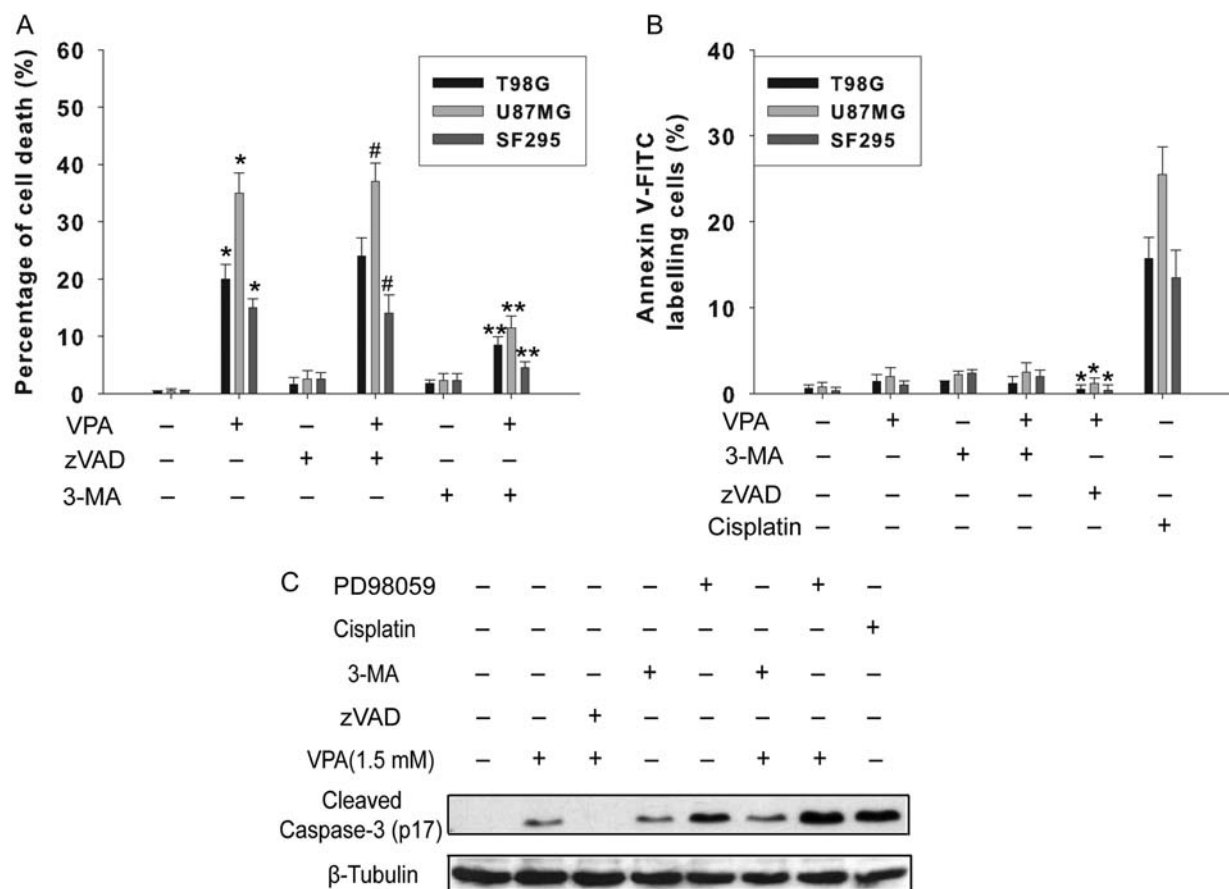 A
Percentage of cell death (%)
60
50
40
30
20
10
0
T98G
U87MG
SF295
* * * # # ** ** **
VPA – + – + – +
zVAD – – + + – –
3-MA – – – – + +
B
Annexin V-FITC
labelling cells (%)
40
30
20
10
0
T98G
U87MG
SF295
* * *
VPA – + – + + –
3-MA – – + + – –
zVAD – – – – + –
Cisplatin – – – – – +
C
PD98059 – – – – + – + –
Cisplatin – – – – – – – +
3-MA – – – + – + – –
zVAD – – + – – – – –
VPA(1.5 mM) – + + – – + + –
Cleaved
Caspase-3 (p17)
β-Tubulin